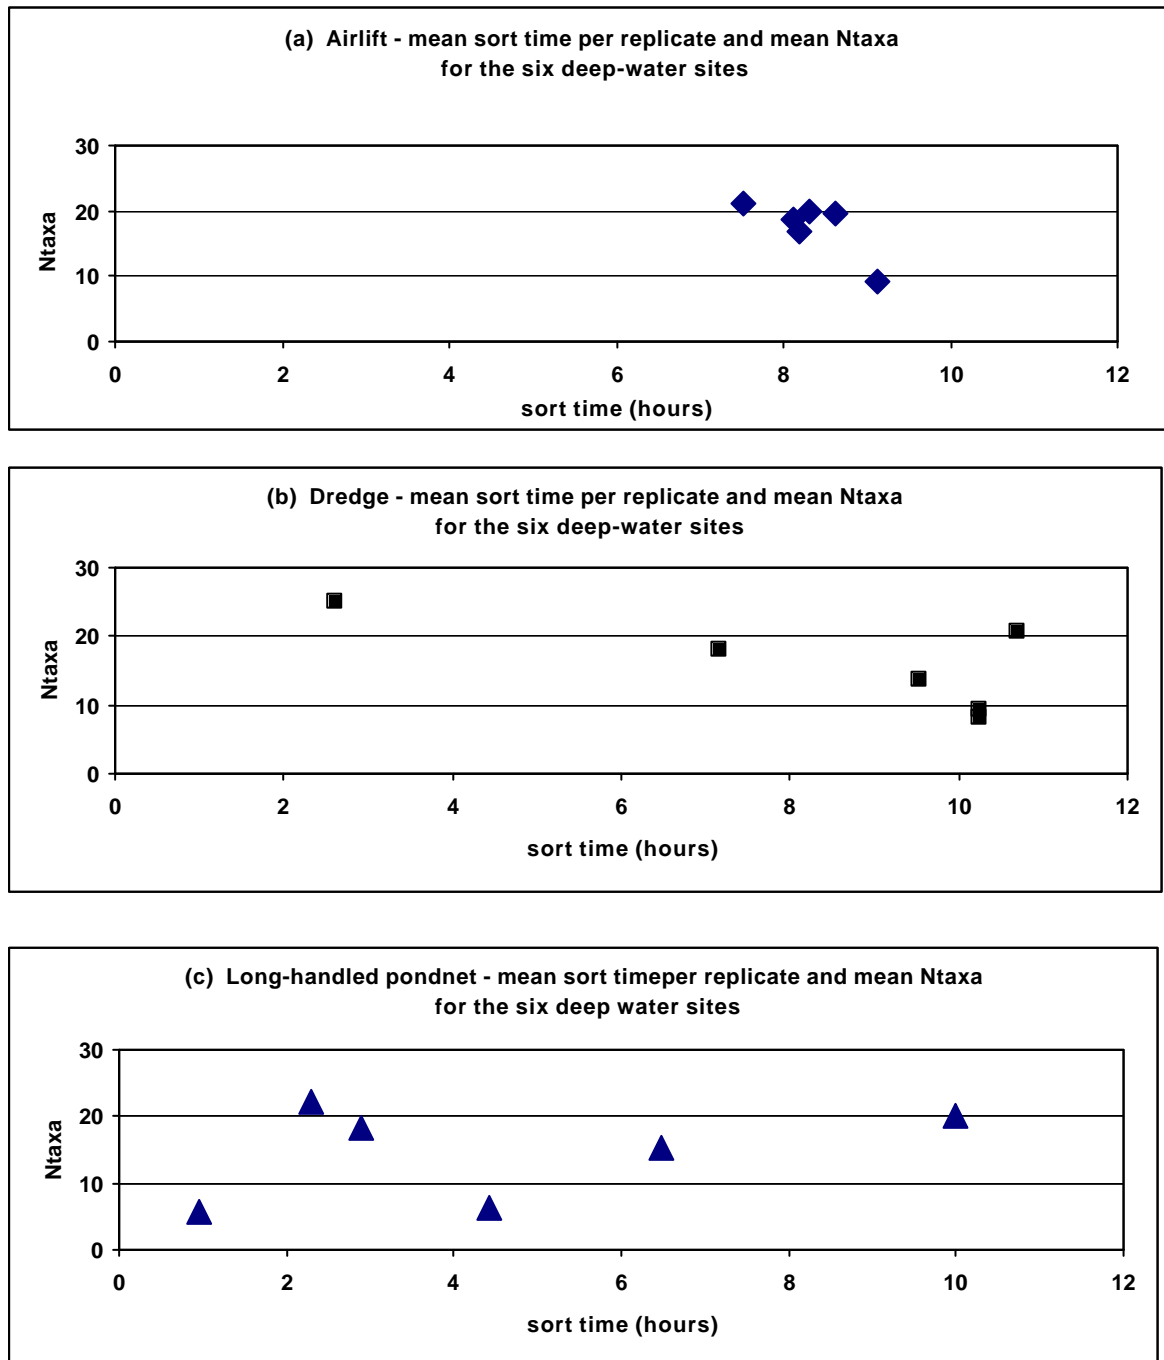 (a) Airlift - mean sort time per replicate and mean Ntaxa
for the six deep-water sites
30
20
10
0
Ntaxa
0 2 4 6 8 10 12
sort time (hours)
(b) Dredge - mean sort time per replicate and mean Ntaxa
for the six deep-water sites
30
20
10
0
Ntaxa
0 2 4 6 8 10 12
sort time (hours)
(c) Long-handled pondnet - mean sort timeper replicate and mean Ntaxa
for the six deep water sites
30
20
10
0
Ntaxa
0 2 4 6 8 10 12
sort time (hours)